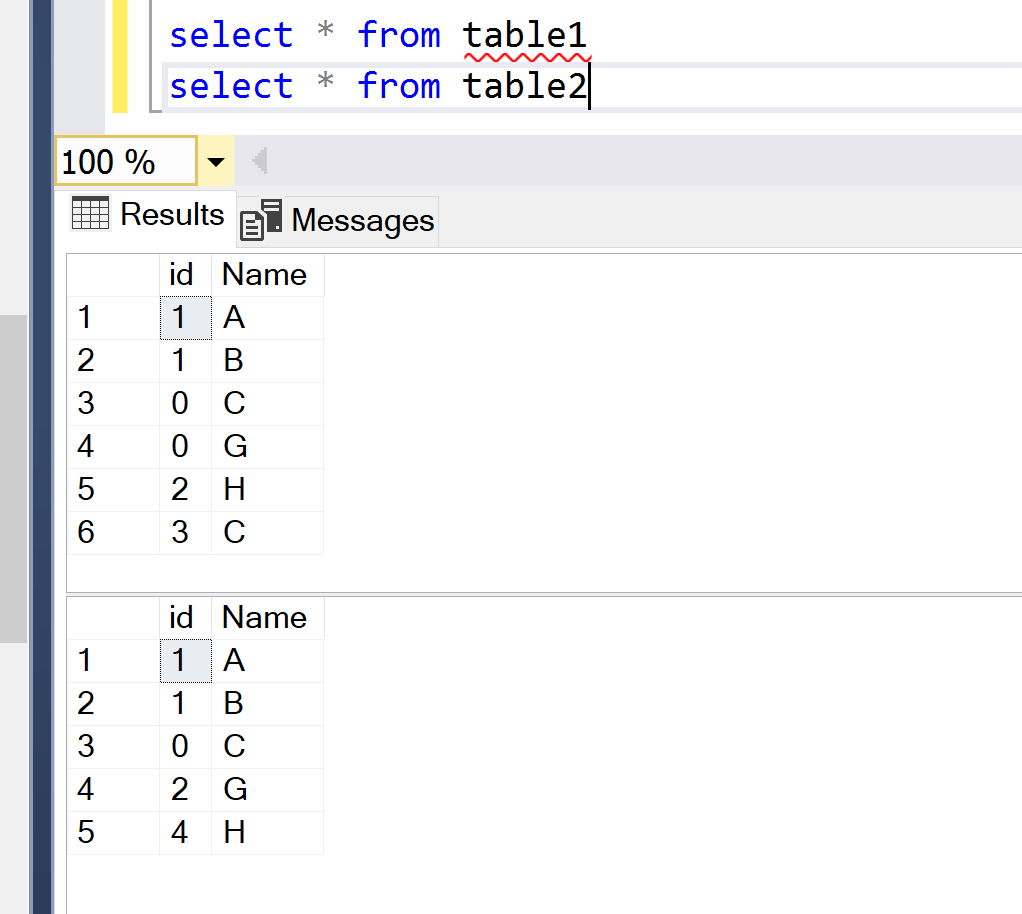 select * from table1
select * from table2
100 %
Results Messages
id Name
1 1 A
2 1 B
3 0 C
4 0 G
5 2 H
6 3 C
id Name
1 1 A
2 1 B
3 0 C
4 2 G
5 4 H